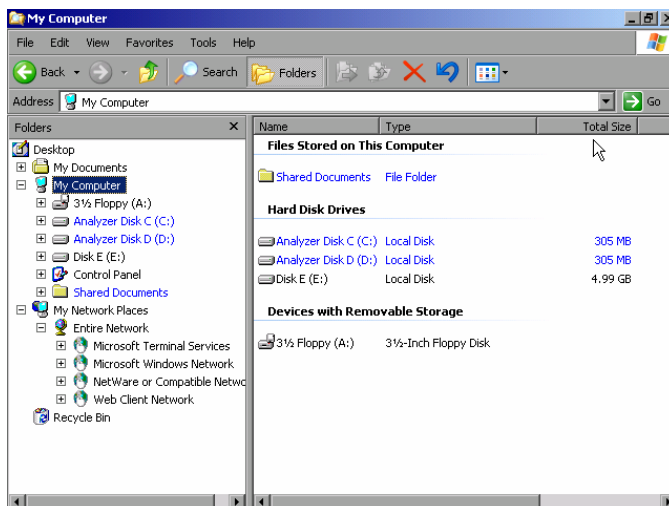 My Computer
File Edit View Favorites Tools Help
Back Search Folders
Address My Computer Go
Folders
Desktop
My Documents
My Computer
3½ Floppy (A:)
Analyzer Disk C (C:)
Analyzer Disk D (D:)
Disk E (E:)
Control Panel
Shared Documents
My Network Places
Entire Network
Microsoft Terminal Services
Microsoft Windows Network
NetWare or Compatible Netwo
Web Client Network
Recycle Bin
Name Type Total Size
Files Stored on This Computer
Shared Documents File Folder
Hard Disk Drives
Analyzer Disk C (C:) Local Disk 305 MB
Analyzer Disk D (D:) Local Disk 305 MB
Disk E (E:) Local Disk 4.99 GB
Devices with Removable Storage
3½ Floppy (A:) 3½-Inch Floppy Disk